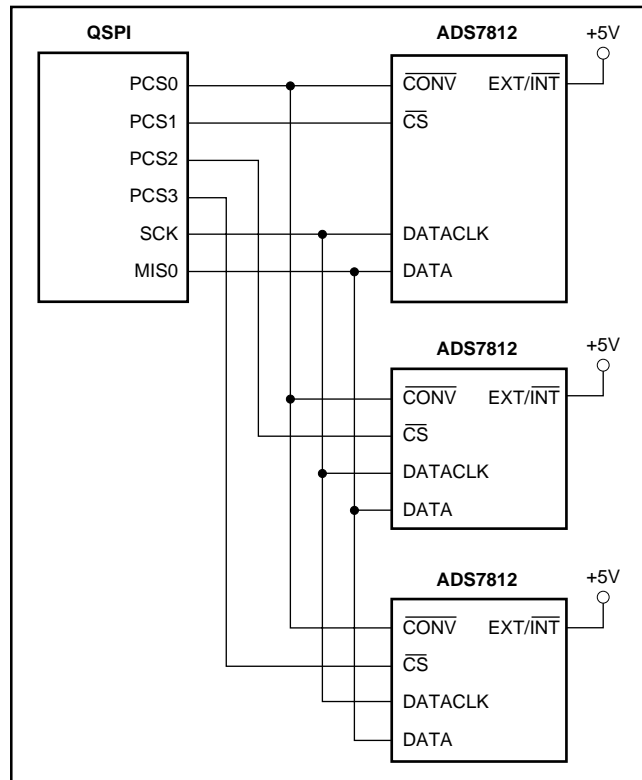 QSPI
PCS0
PCS1
PCS2
PCS3
SCK
MIS0
ADS7812
+5V
CONV EXT/INT
CS
DATACLK
DATA
ADS7812
+5V
CONV EXT/INT
CS
DATACLK
DATA
ADS7812
+5V
CONV EXT/INT
CS
DATACLK
DATA